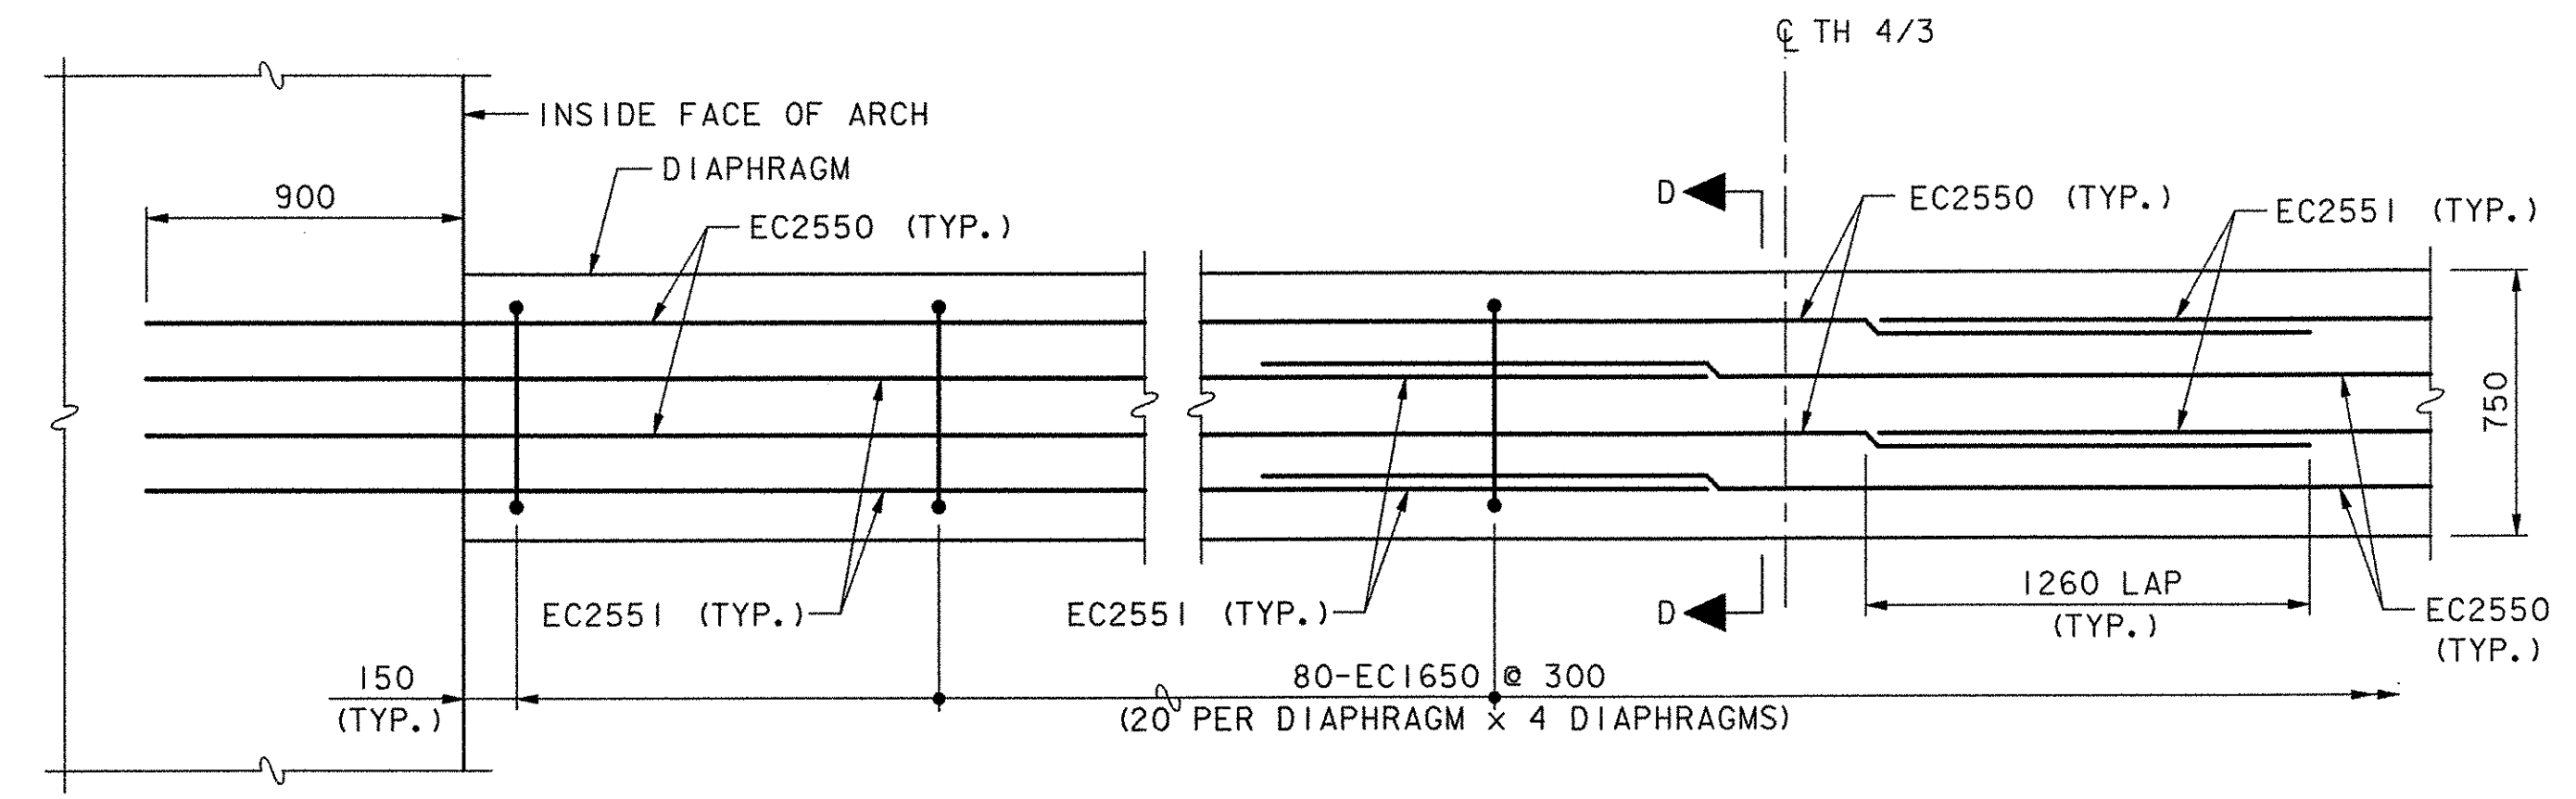 ℄ TH 4/3
INSIDE FACE OF ARCH
DIAPHRAGM
900
EC2550 (TYP.)
D
EC2550 (TYP.)
EC2551 (TYP.)
750
EC2551 (TYP.)
EC2551 (TYP.)
D
1260 LAP
(TYP.)
EC2550
(TYP.)
150
(TYP.)
80-EC1650 @ 300
(20 PER DIAPHRAGM x 4 DIAPHRAGMS)